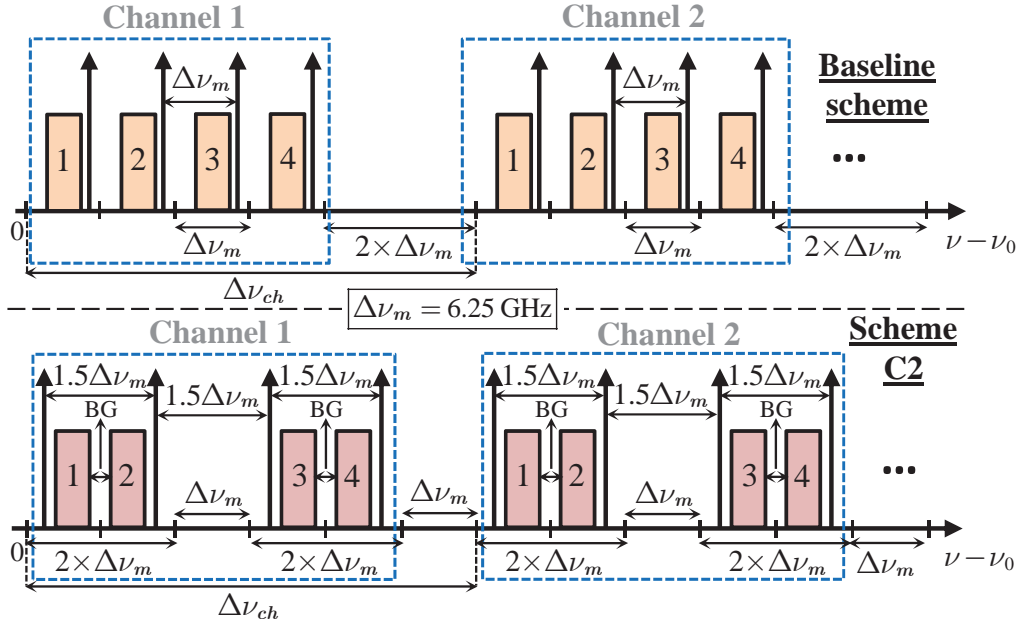 Channel 1
Channel 2
Δν_m
Δν_m
Baseline
scheme
1
2
3
4
1
2
3
4
...
0
Δν_m
2×Δν_m
Δν_m
2×Δν_m
ν−ν_0
Δν_ch
Δν_m = 6.25 GHz
Channel 1
Channel 2
Scheme
C2
1.5Δν_m
1.5Δν_m
1.5Δν_m
1.5Δν_m
1.5Δν_m
1.5Δν_m
BG
BG
BG
BG
1
2
3
4
1
2
3
4
...
Δν_m
Δν_m
Δν_m
0
2×Δν_m
2×Δν_m
2×Δν_m
2×Δν_m
Δν_m
ν−ν_0
Δν_ch